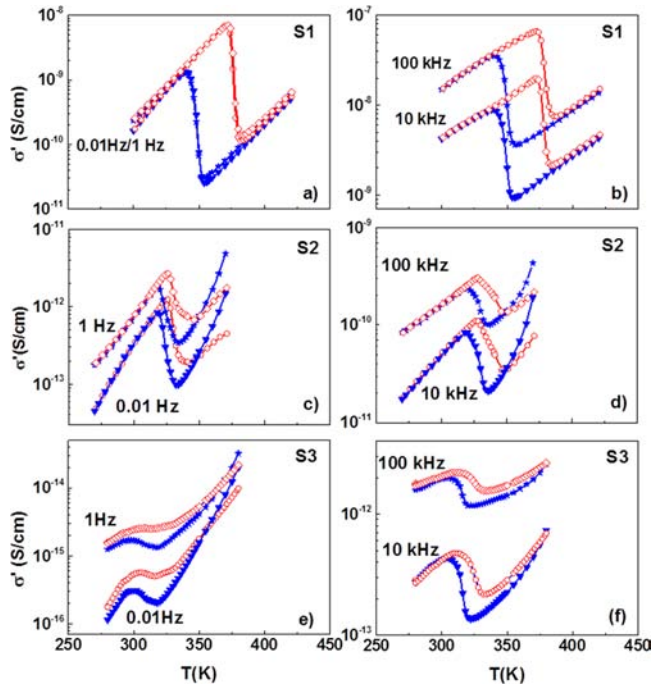 S1
10⁻⁸
10⁻⁹
10⁻¹⁰
10⁻¹¹
σ' (S/cm)
0.01Hz/1 Hz
a)
S1
10⁻⁷
10⁻⁸
10⁻⁹
100 kHz
10 kHz
b)
S2
10⁻¹¹
10⁻¹²
10⁻¹³
σ' (S/cm)
1 Hz
0.01 Hz
c)
S2
10⁻⁹
10⁻¹⁰
10⁻¹¹
100 kHz
10 kHz
d)
S3
10⁻¹⁴
10⁻¹⁵
10⁻¹⁶
σ' (S/cm)
1Hz
0.01Hz
e)
250 300 350 400 450
T(K)
S3
10⁻¹²
10⁻¹³
100 kHz
10 kHz
(f)
250 300 350 400 450
T(K)